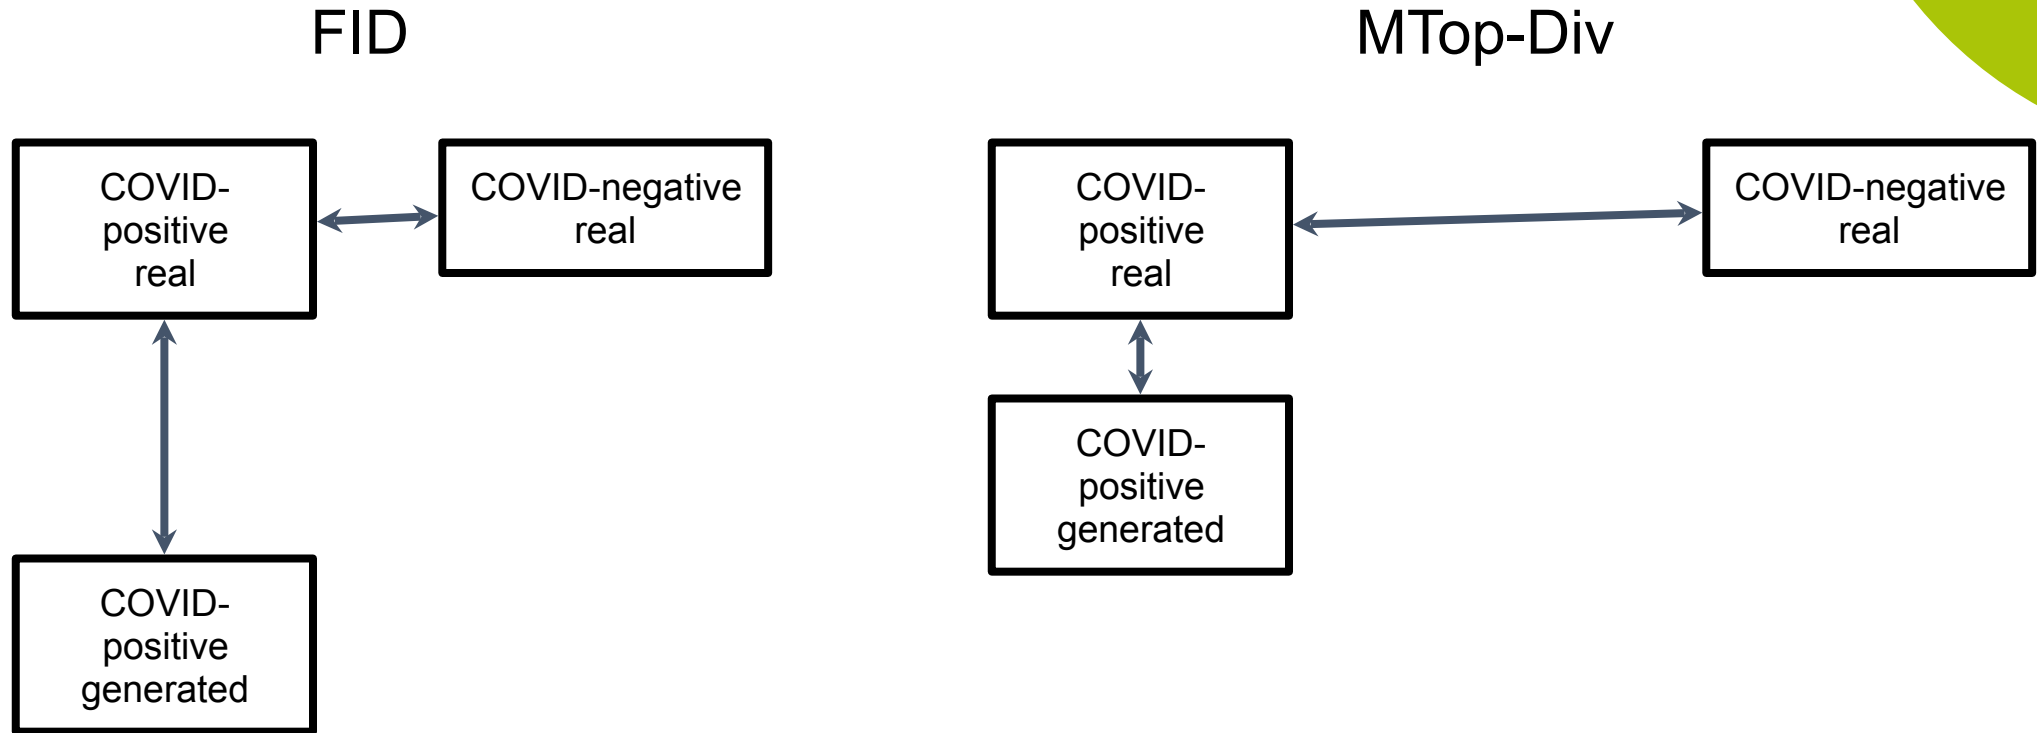 FID
COVID-
positive
real
COVID-negative
real
COVID-
positive
generated
MTop-Div
COVID-
positive
real
COVID-negative
real
COVID-
positive
generated